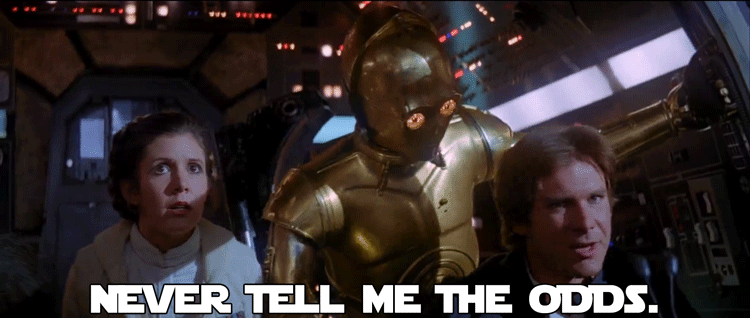 NEVER TELL ME THE ODDS.